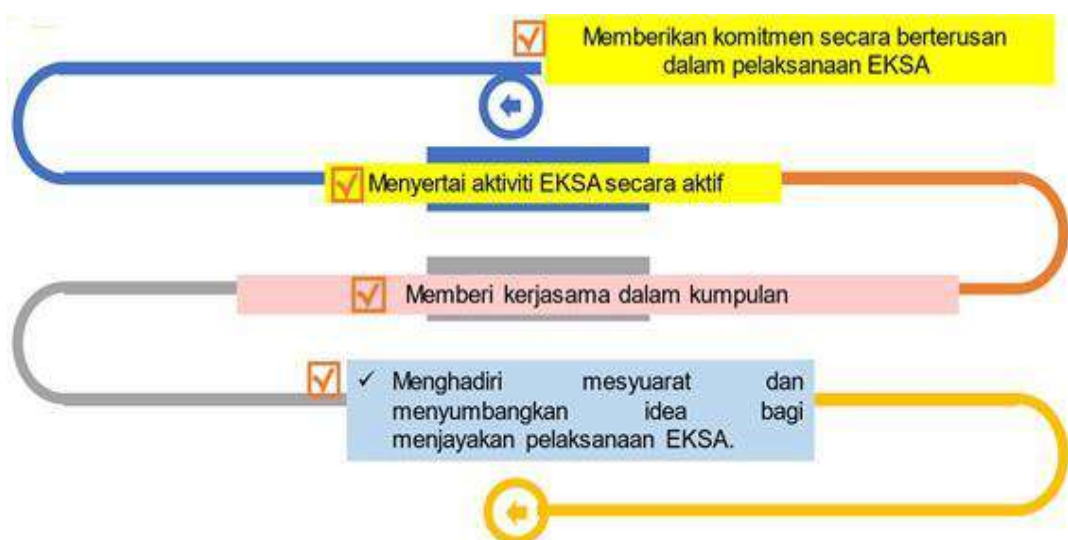 Memberikan komitmen secara berterusan
dalam pelaksanaan EKSA
Menyertai aktiviti EKSA secara aktif
Memberi kerjasama dalam kumpulan
✓ Menghadiri mesyuarat dan
menyumbangkan idea bagi
menjayakan pelaksanaan EKSA.